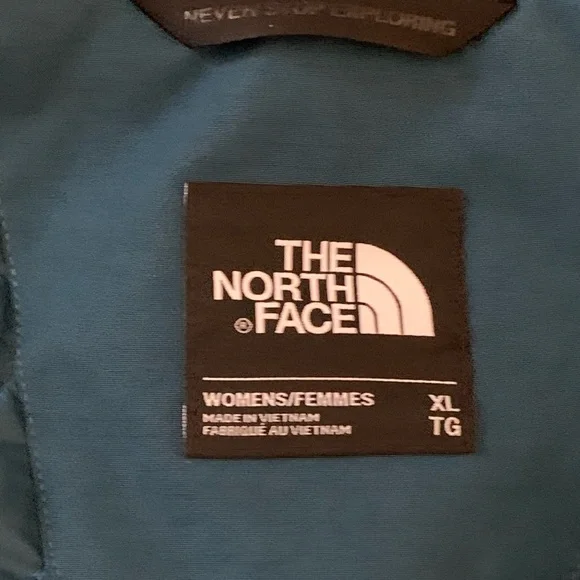 NEVER STOP EXPLORING
THE
NORTH
® FACE
WOMENS/FEMMES XL
MADE IN VIETNAM
FABRIQUÉ AU VIETNAM TG